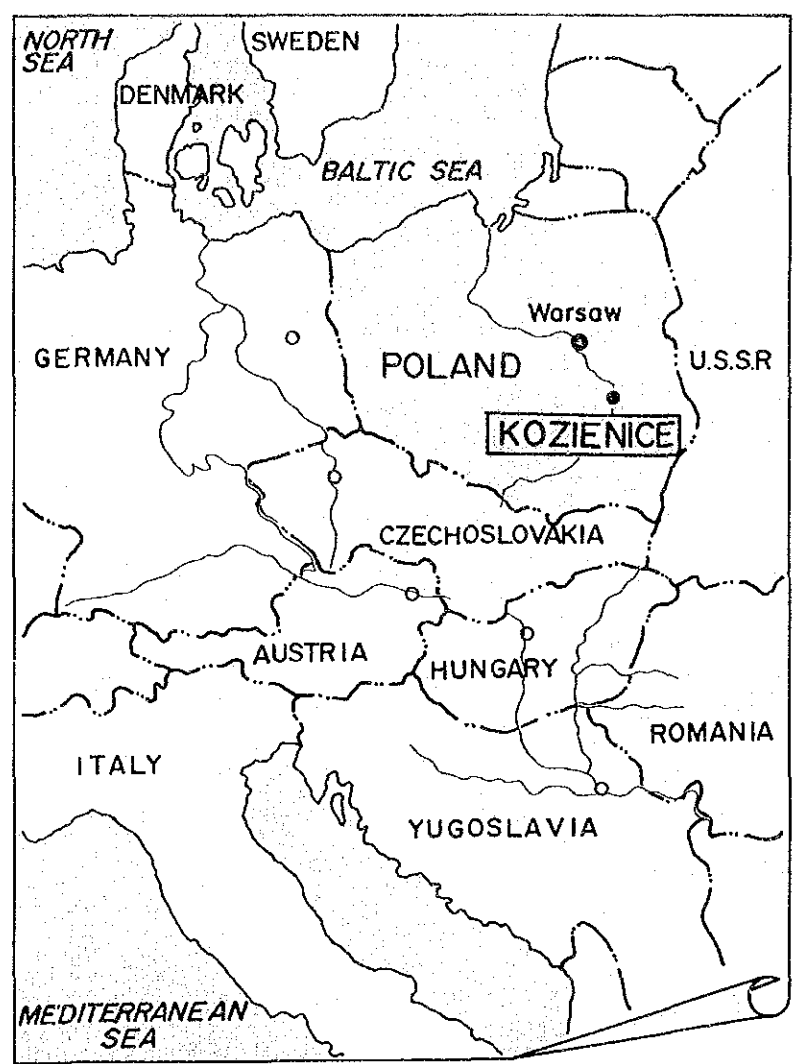 NORTH
SEA
SWEDEN
DENMARK
BALTIC SEA
Warsaw
GERMANY
POLAND
U.S.S.R
KOZIENICE
CZECHOSLOVAKIA
AUSTRIA
HUNGARY
ROMANIA
ITALY
YUGOSLAVIA
MEDITERRANEAN
SEA